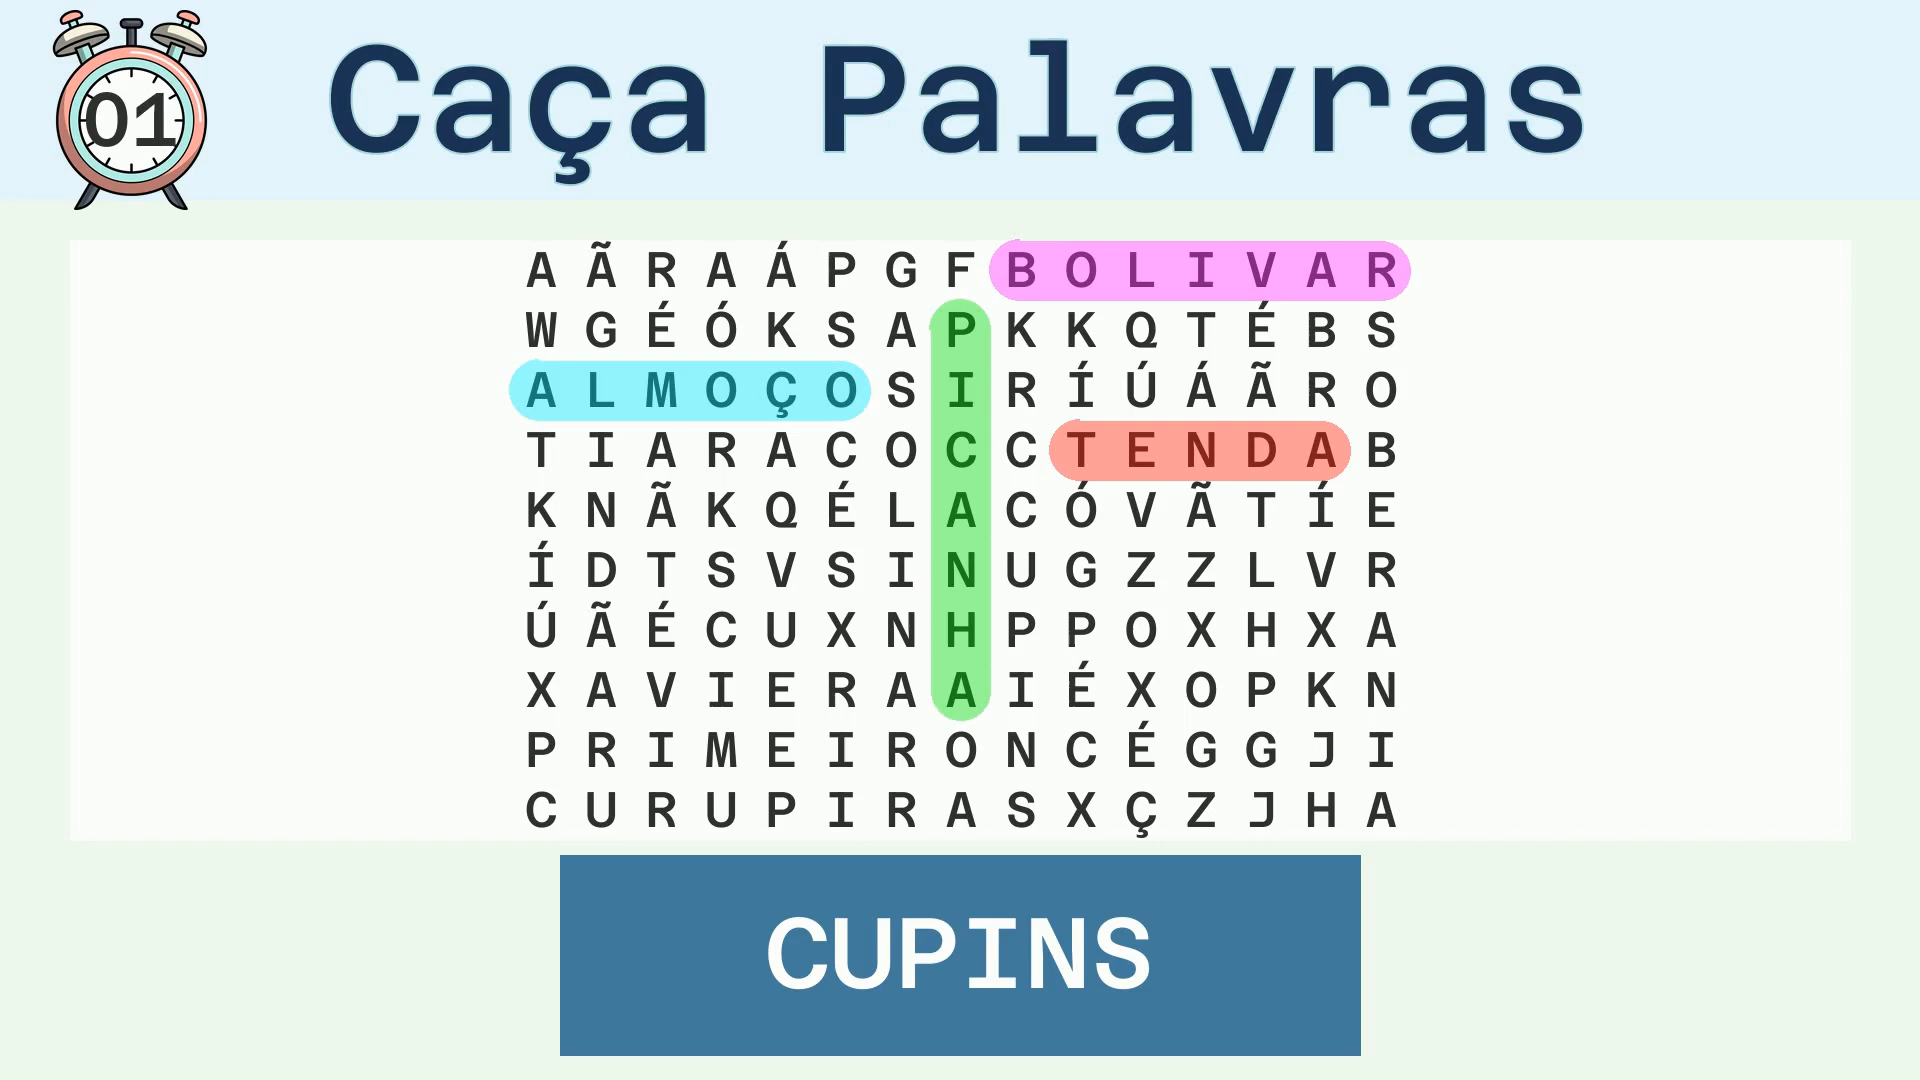 01
Caça Palavras
A Ã R A Á P G F B O L I V A R
W G É Ó K S A P K K Q T É B S
A L M O Ç O S I R Í Ú Á Ã R O
T I A R A C O C C T E N D A B
K N Ã K Q É L A C Ó V Ã T Í E
Í D T S V S I N U G Z Z L V R
Ú Ã É C U X N H P P O X H X A
X A V I E R A A I É X O P K N
P R I M E I R O N C É G G J I
C U R U P I R A S X Ç Z J H A
CUPINS